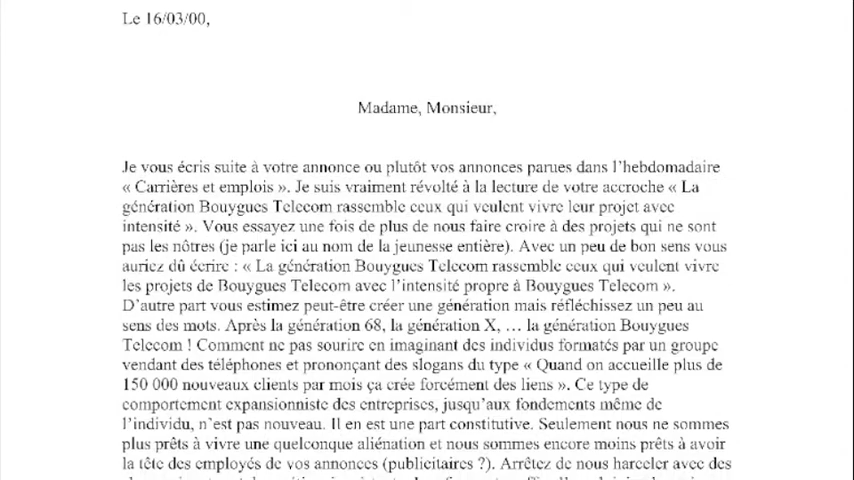 Le 16/03/00,
Madame, Monsieur,
Je vous écris suite à votre annonce ou plutôt vos annonces parues dans l'hebdomadaire
« Carrières et emplois ». Je suis vraiment révolté à la lecture de votre accroche « La
génération Bouygues Telecom rassemble ceux qui veulent vivre leur projet avec
intensité ». Vous essayez une fois de plus de nous faire croire à des projets qui ne sont
pas les nôtres (je parle ici au nom de la jeunesse entière). Avec un peu de bon sens vous
auriez dû écrire : « La génération Bouygues Telecom rassemble ceux qui veulent vivre
les projets de Bouygues Telecom avec l'intensité propre à Bouygues Telecom ».
D'autre part vous estimez peut-être créer une génération mais réfléchissez un peu au
sens des mots. Après la génération 68, la génération X, … la génération Bouygues
Telecom ! Comment ne pas sourire en imaginant des individus formatés par un groupe
vendant des téléphones et prononçant des slogans du type « Quand on accueille plus de
150 000 nouveaux clients par mois ça crée forcément des liens ». Ce type de
comportement expansionniste des entreprises, jusqu'aux fondements même de
l'individu, n'est pas nouveau. Il en est une part constitutive. Seulement nous ne sommes
plus prêts à vivre une quelconque aliénation et nous sommes encore moins prêts à avoir
la tête des employés de vos annonces (publicitaires ?). Arrêtez de nous harceler avec des